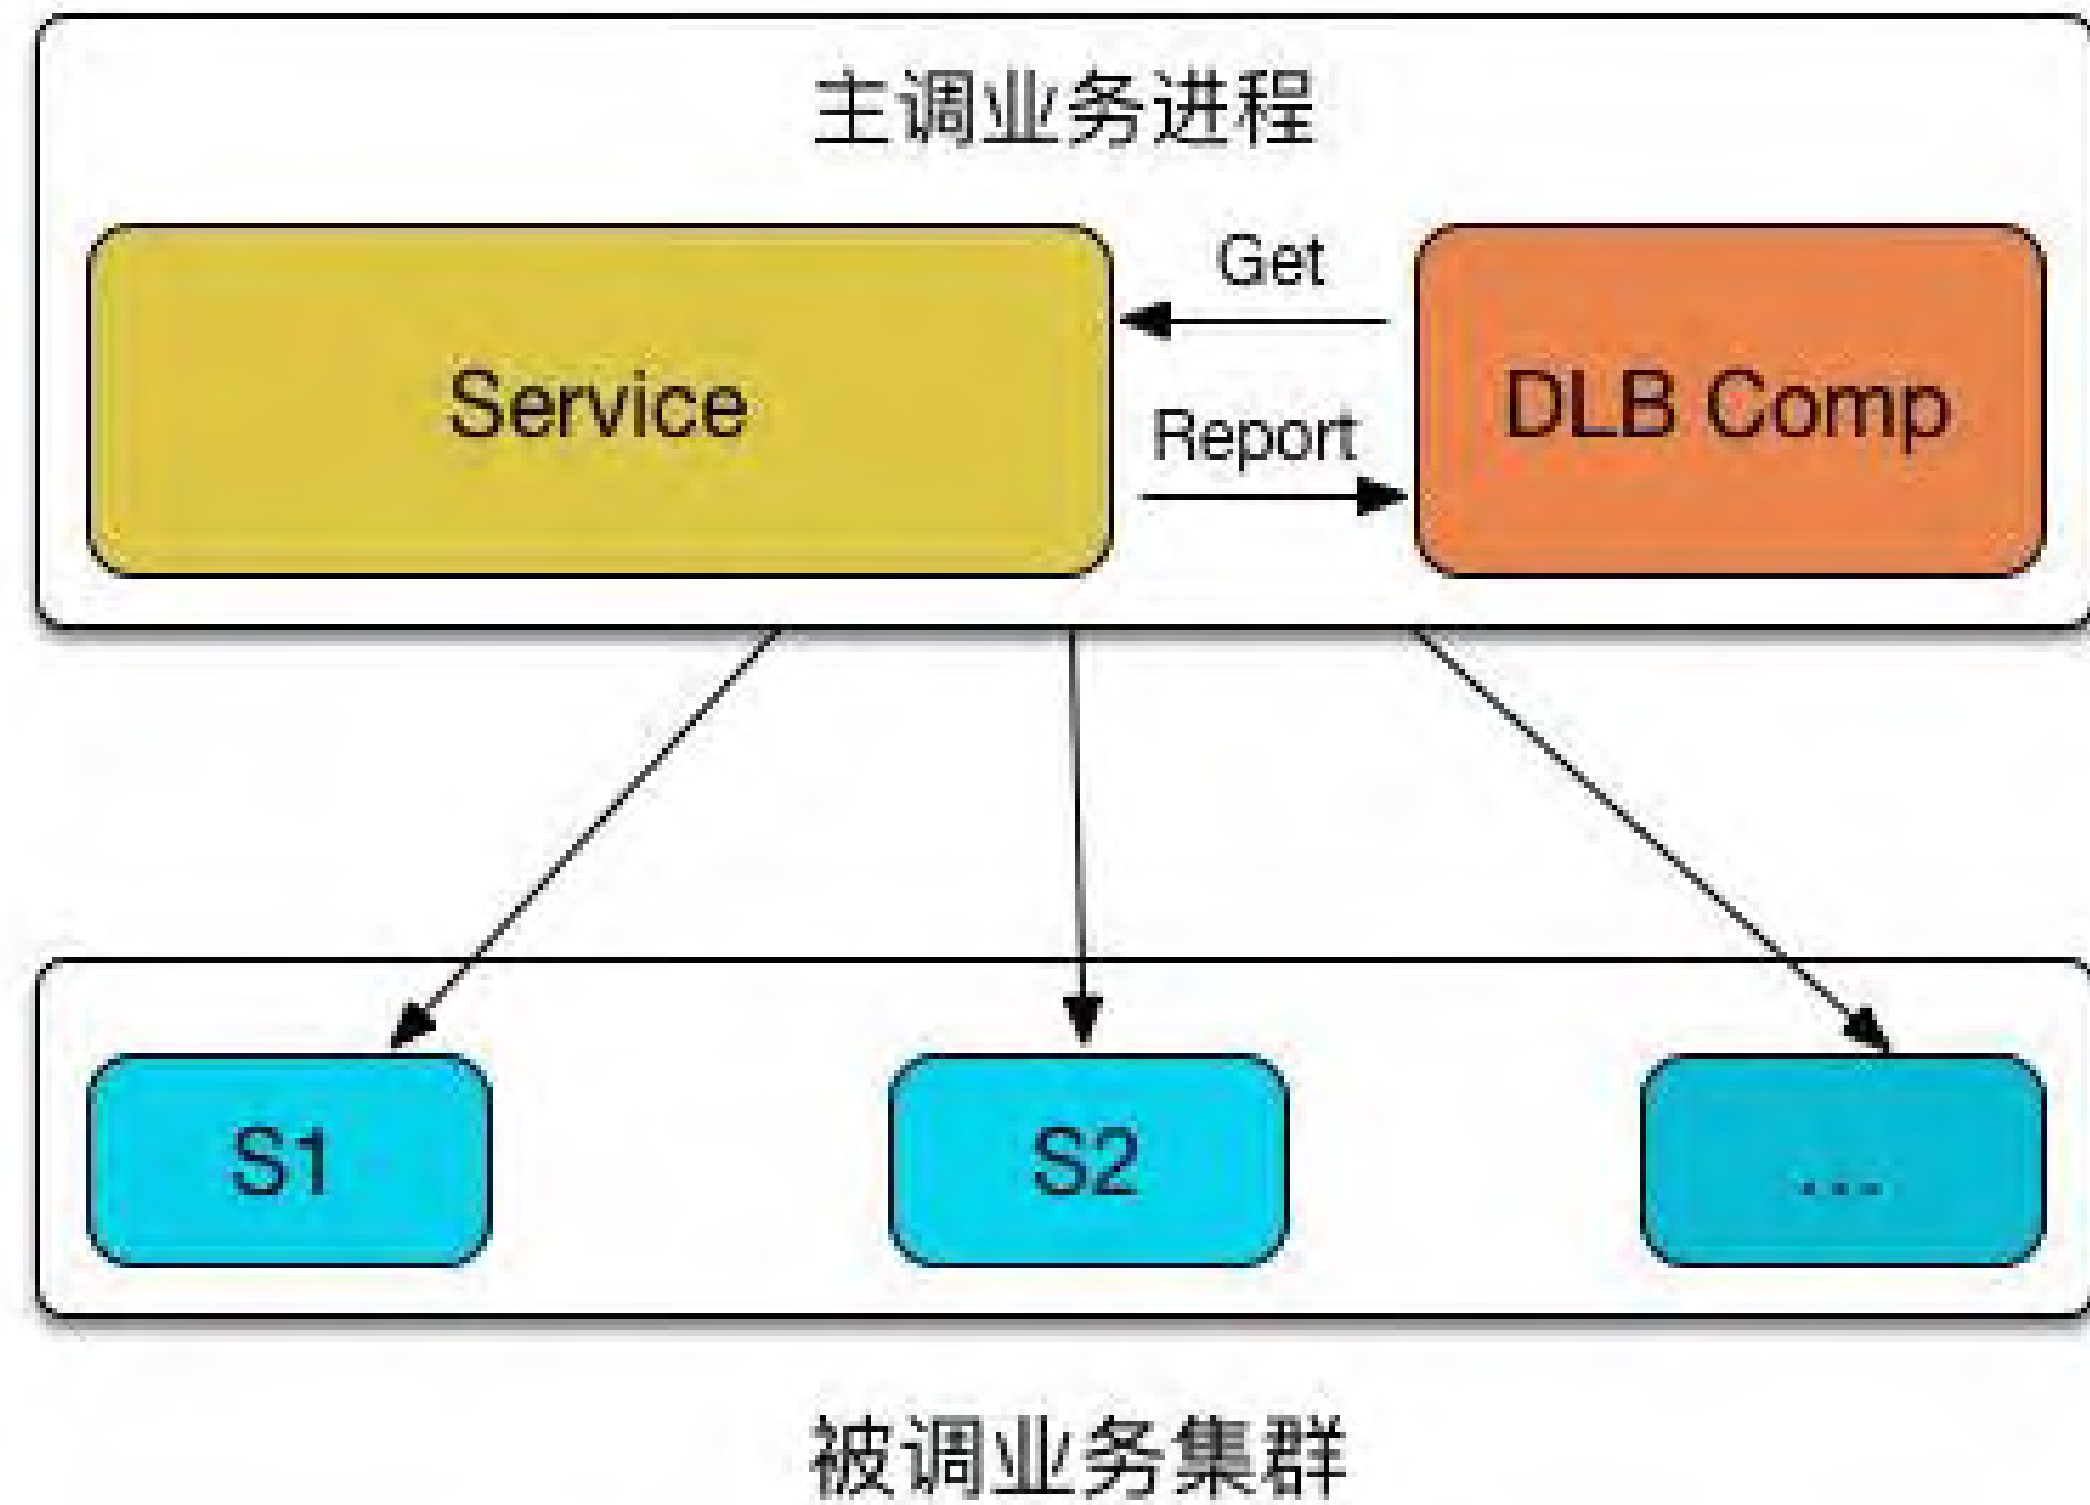 主调业务进程
Get
Service
DLB Comp
Report
S1
S2
...
被调业务集群